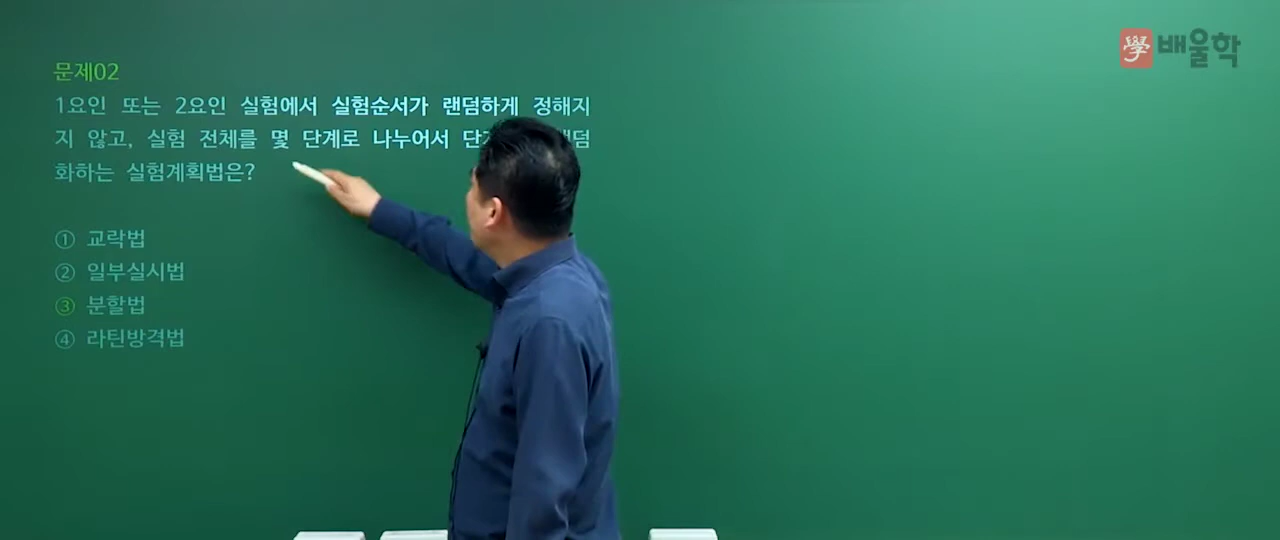 學 배울학
문제02
1요인 또는 2요인 실험에서 실험순서가 랜덤하게 정해지
지 않고, 실험 전체를 몇 단계로 나누어서
화하는 실험계획법은?
① 교락법
② 일부실시법
③ 분할법
④ 라틴방격법